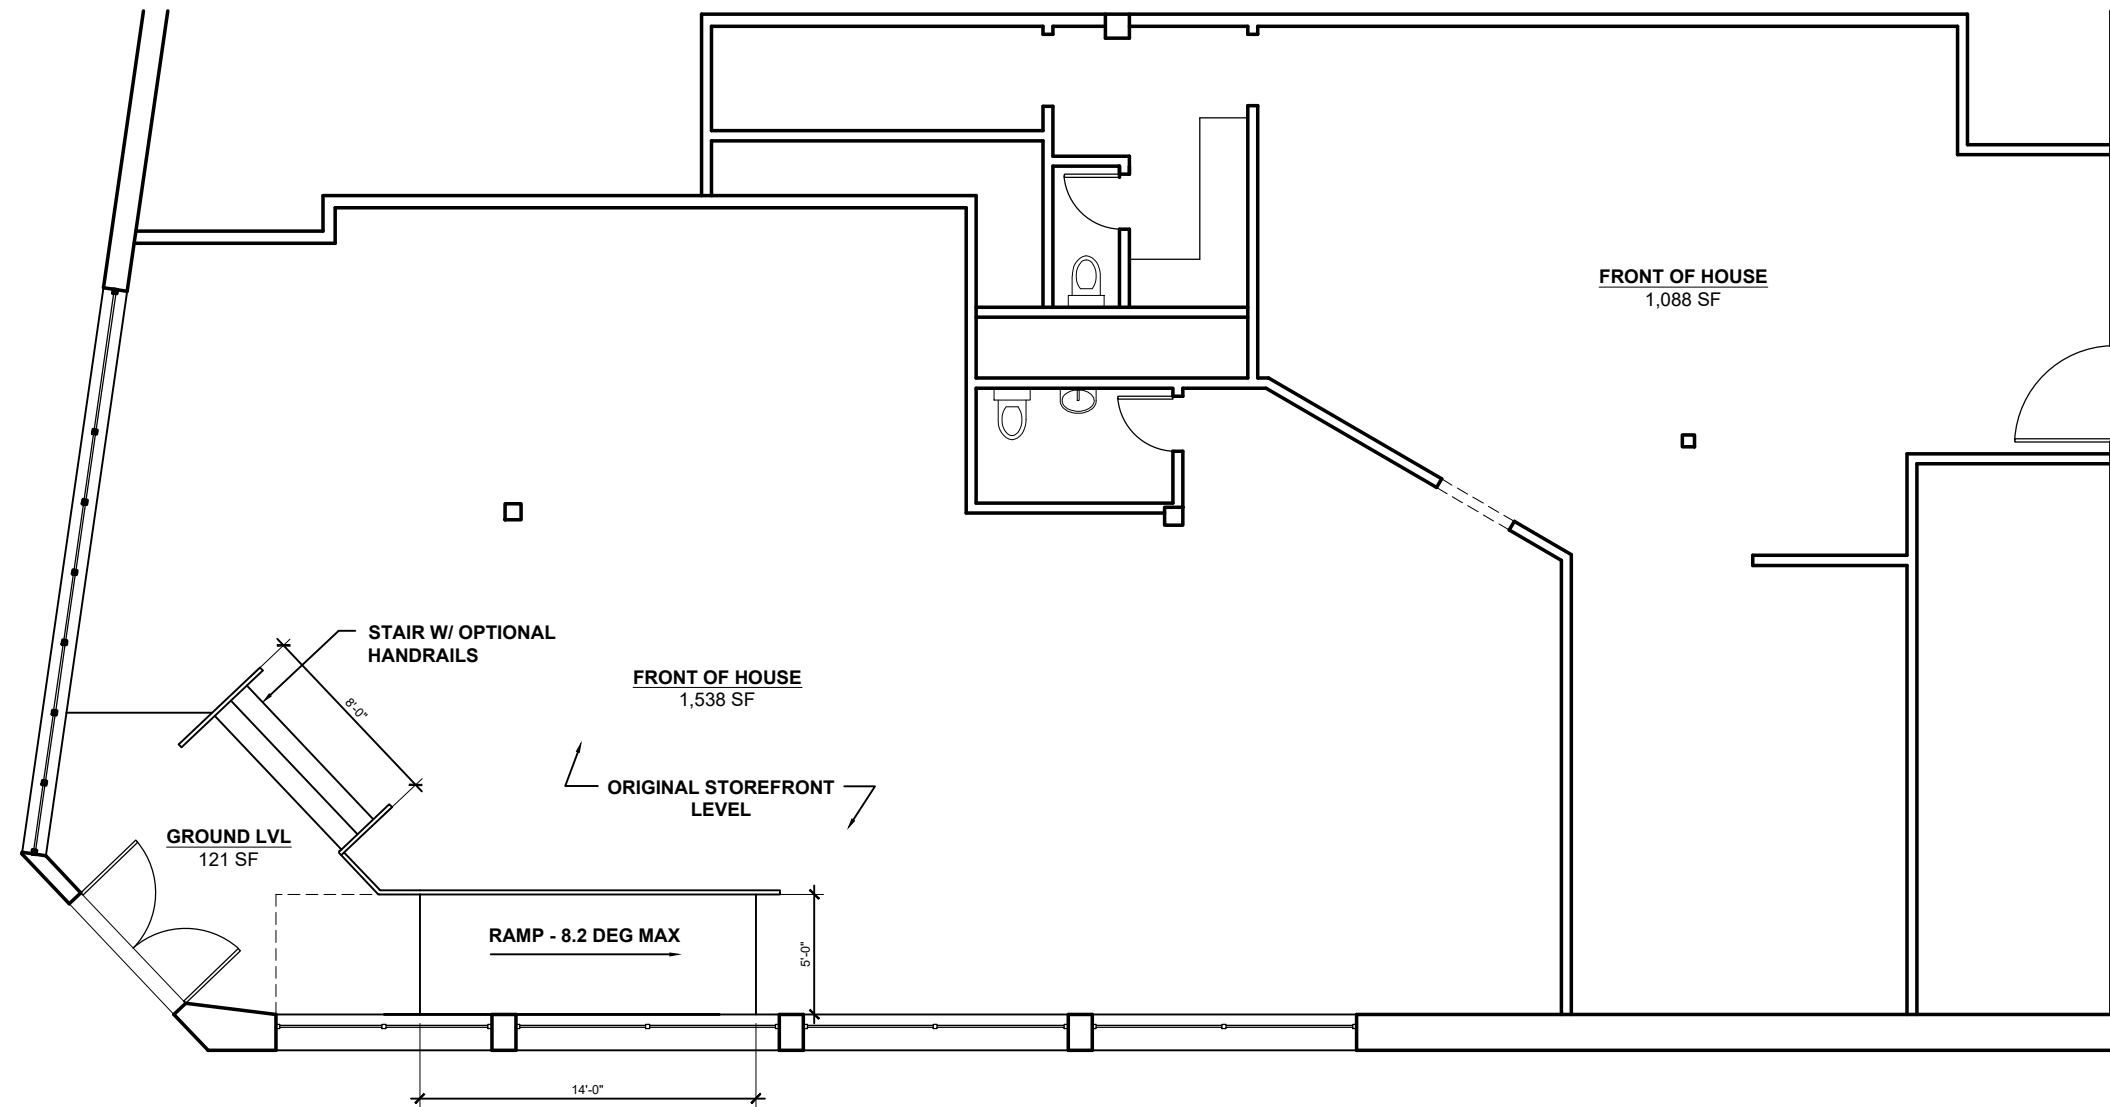 FRONT OF HOUSE
1,088 SF
STAIR W/ OPTIONAL
HANDRAILS
8'-0"
FRONT OF HOUSE
1,538 SF
ORIGINAL STOREFRONT
LEVEL
GROUND LVL
121 SF
RAMP - 8.2 DEG MAX
5'-0"
14'-0"